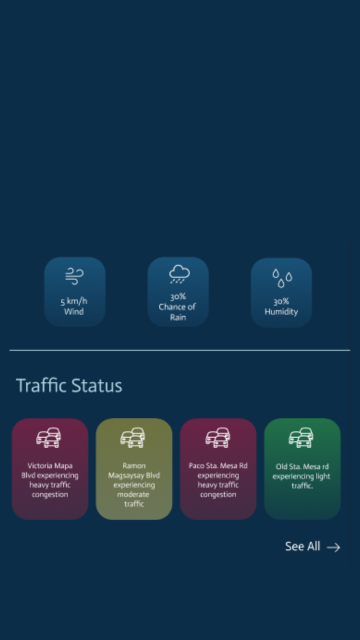 5 km/h
Wind
30%
Chance of
Rain
30%
Humidity
Traffic Status
Victoria Mapa
Blvd experiencing
heavy traffic
congestion
Ramon
Magsaysay Blvd
experiencing
moderate
traffic
Paco Sta. Mesa Rd
experiencing
heavy traffic
congestion
Old Sta. Mesa rd
experiencing light
traffic.
See All